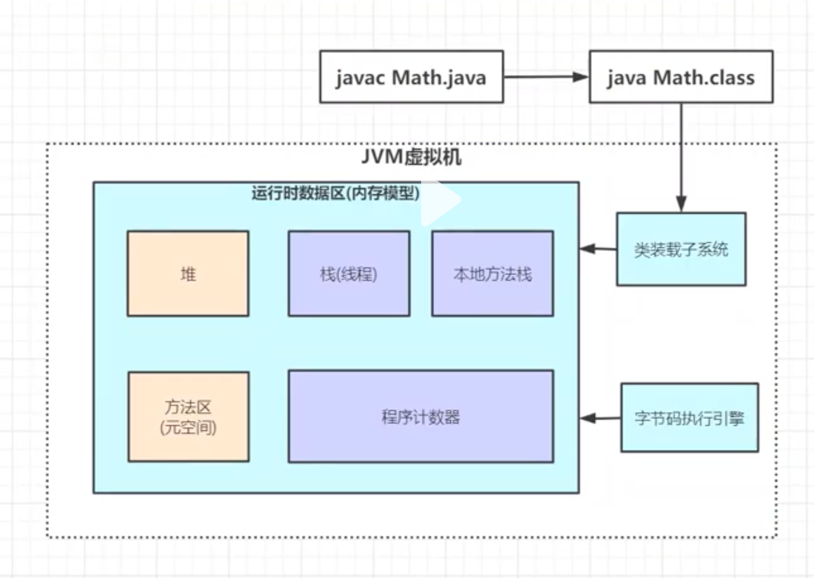 javac Math.java
java Math.class
JVM虚拟机
运行时数据区(内存模型)
堆
栈(线程)
本地方法栈
类装载子系统
方法区
(元空间)
程序计数器
字节码执行引擎